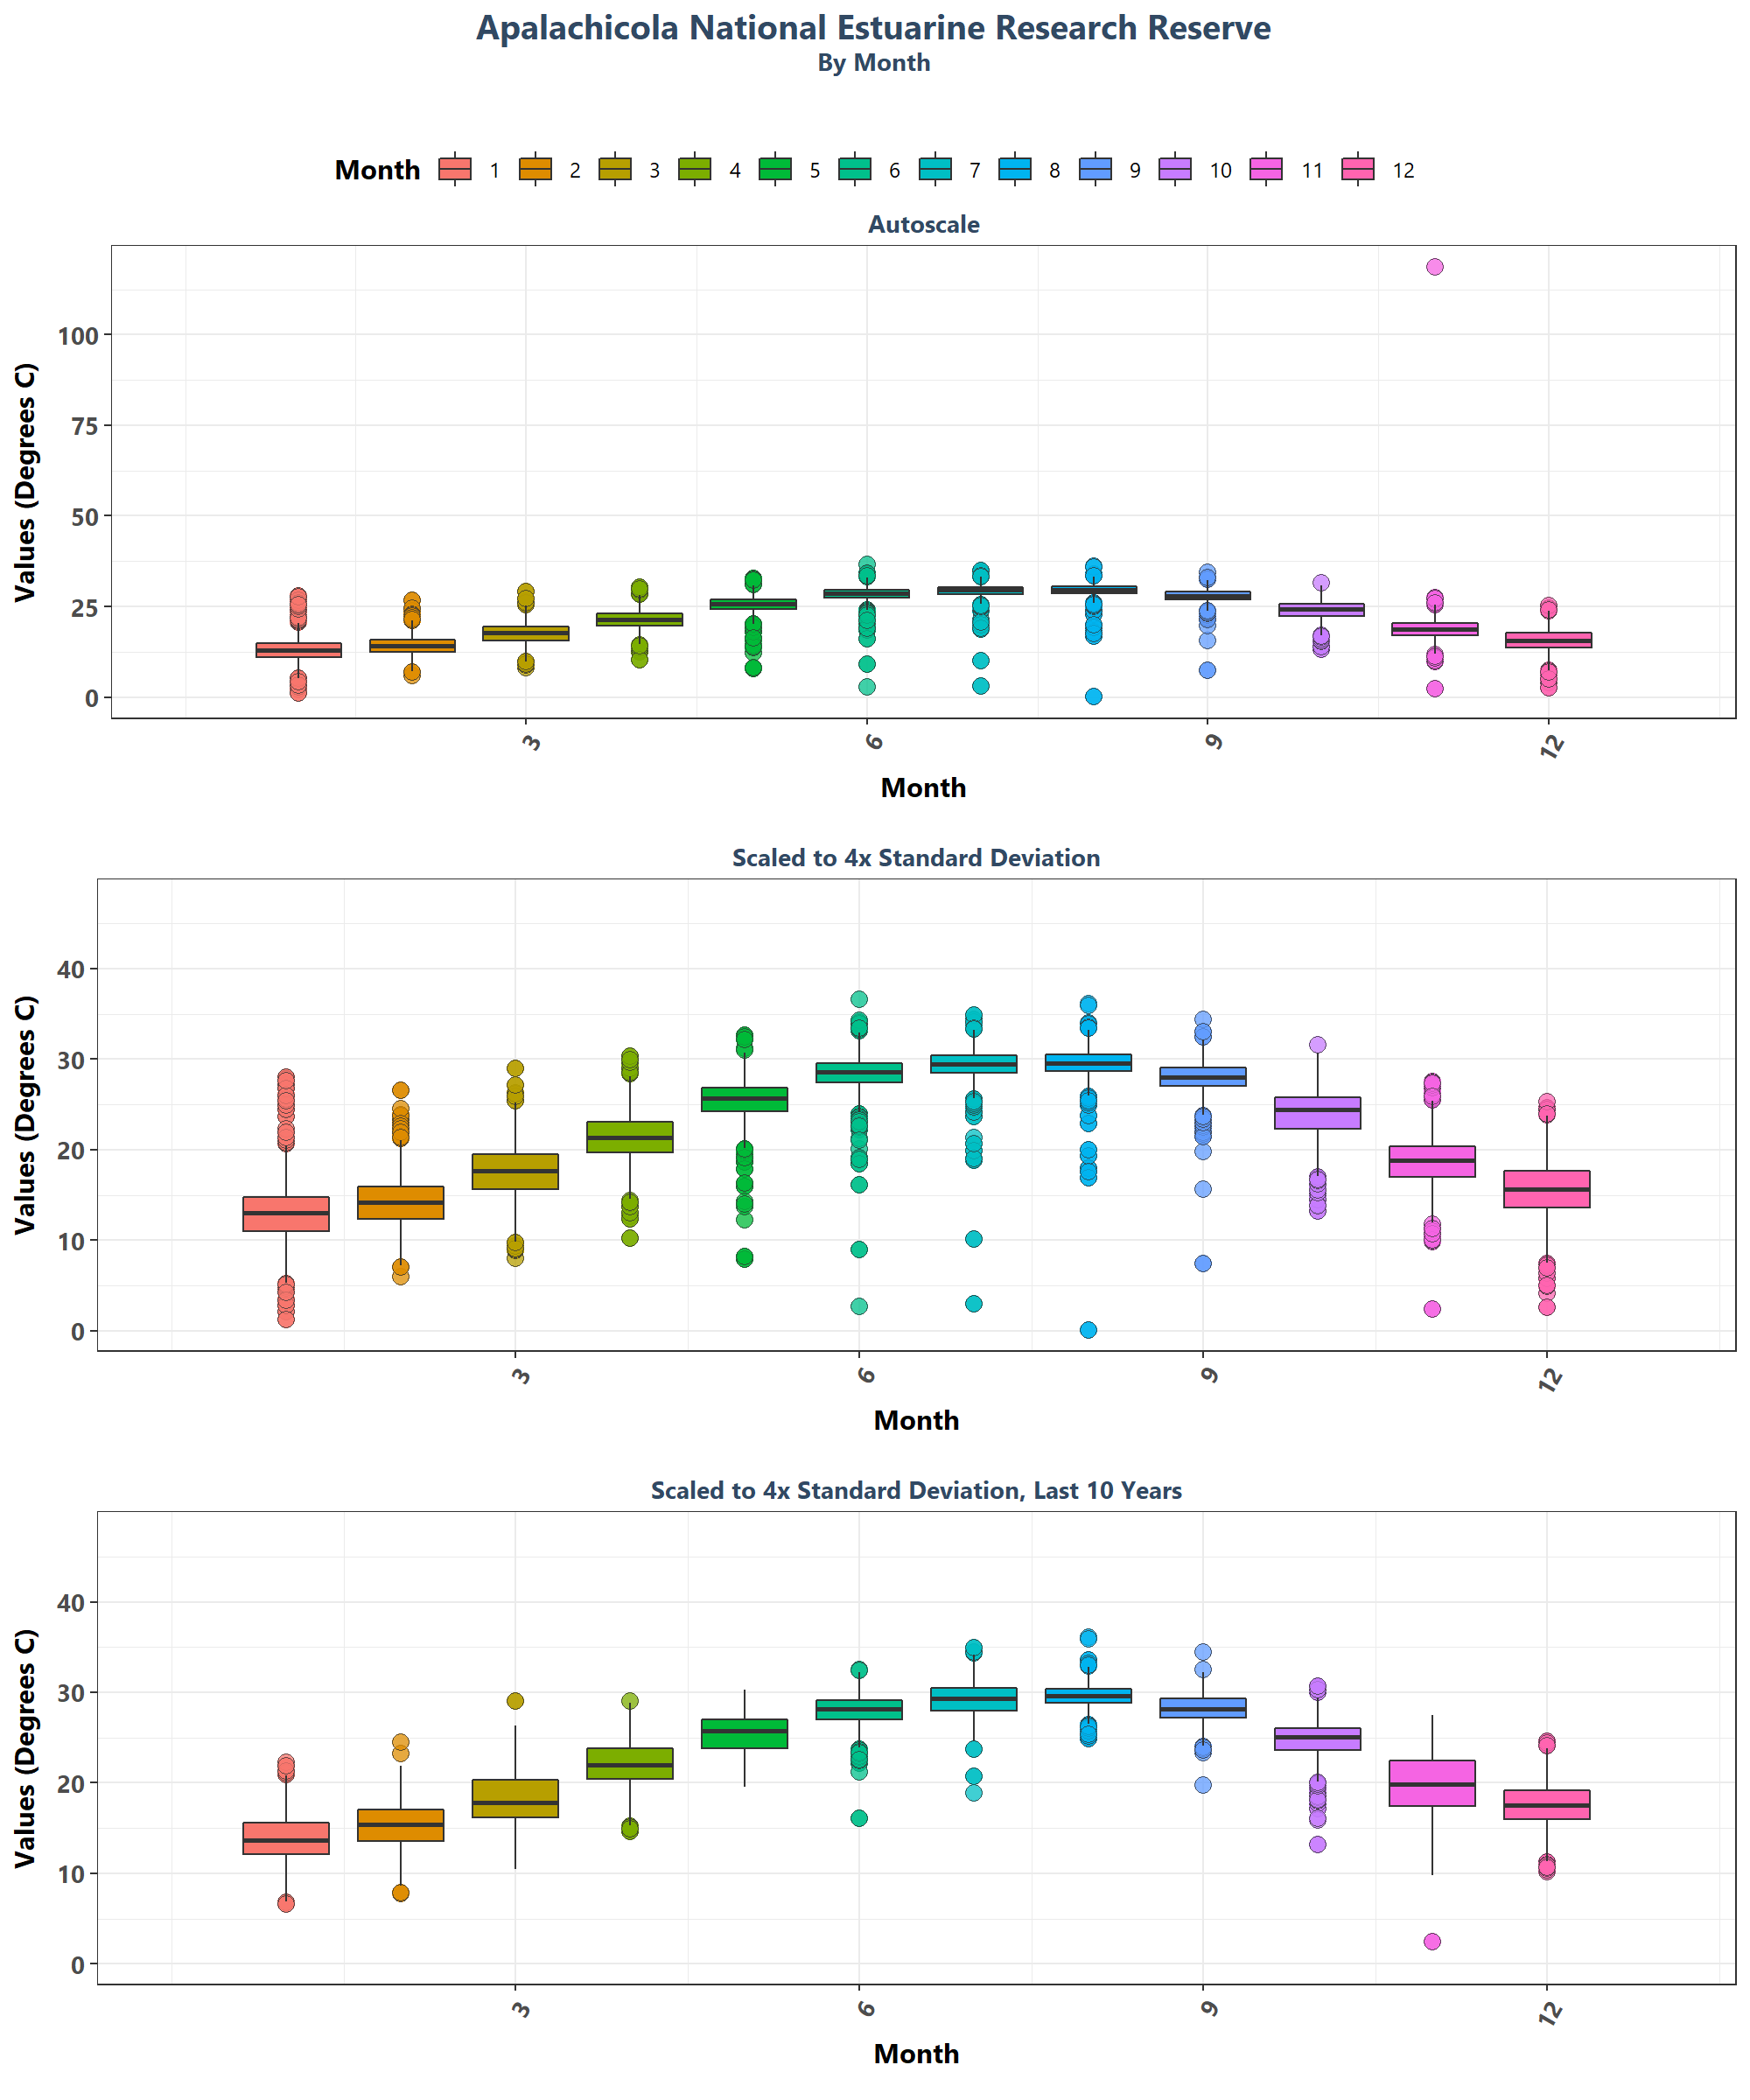 Apalachicola National Estuarine Research Reserve
By Month
Month 1 2 3 4 5 6 7 8 9 10 11 12
Autoscale
Values (Degrees C)
100
75
50
25
0
3 6 9 12
Month
Scaled to 4x Standard Deviation
Values (Degrees C)
40
30
20
10
0
3 6 9 12
Month
Scaled to 4x Standard Deviation, Last 10 Years
Values (Degrees C)
40
30
20
10
0
3 6 9 12
Month